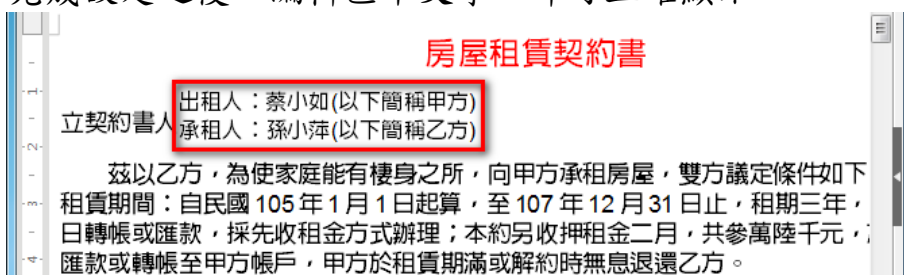 房屋租賃契約書
出租人：蔡小如(以下簡稱甲方)
立契約書人
承租人：孫小萍(以下簡稱乙方)
茲以乙方，為使家庭能有棲身之所，向甲方承租房屋，雙方議定條件如下
租賃期間：自民國 105 年 1 月 1 日起算，至 107 年 12 月 31 日止，租期三年，
日轉帳或匯款，採先收租金方式辦理；本約另收押租金二月，共參萬陸千元，
匯款或轉帳至甲方帳戶，甲方於租賃期滿或解約時無息退還乙方。